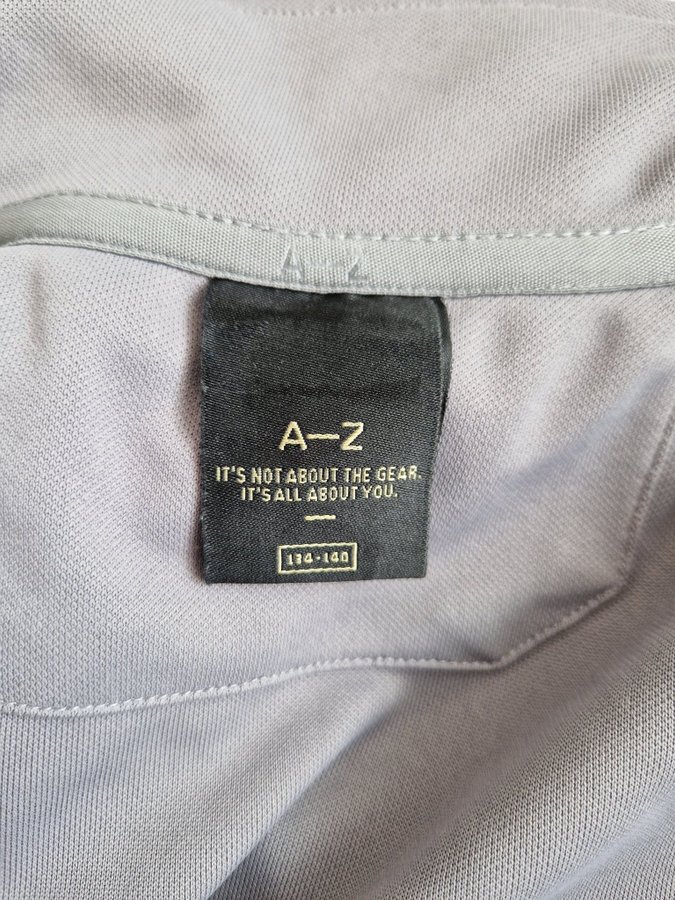 A-Z
A—Z
IT'S NOT ABOUT THE GEAR.
IT'S ALL ABOUT YOU.
134-140